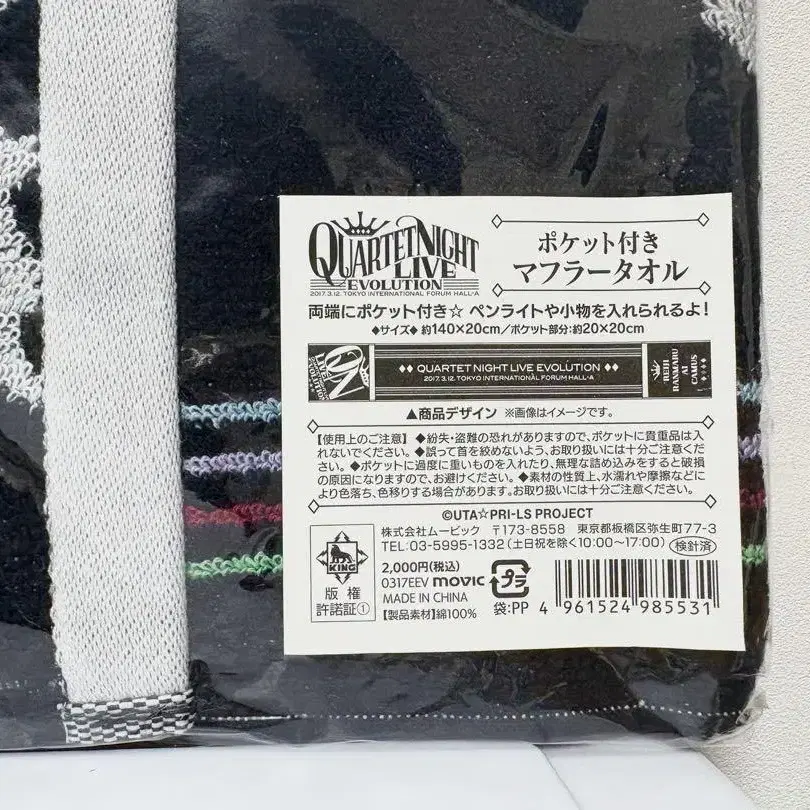 QUARTET NIGHT
LIVE
EVOLUTION
2017.3.12. TOKYO INTERNATIONAL FORUM HALL-A
ポケット付き
マフラータオル
両端にポケット付き☆ ペンライトや小物を入れられるよ!
◆サイズ◆ 約140×20cm/ポケット部分:約20×20cm
QUARTET NIGHT LIVE EVOLUTION
2017.3.12. TOKYO INTERNATIONAL FORUM HALL-A
REIJI
RANMARU
AI
CAMUS
▲商品デザイン ※画像はイメージです。
【使用上のご注意】 ◆紛失・盗難の恐れがありますので、ポケットに貴重品は入
れないでください。 ◆誤って首を絞めないよう、お取り扱いには十分ご注意くだ
さい。 ◆ポケットに過度に重いものを入れたり、無理な詰め込みをすると破損
の原因になりますので、お避けください。 ◆素材の性質上、水濡れや摩擦などに
より色落ち、色移りする場合があります。お取り扱いには十分ご注意ください。
©UTA☆PRI-LS PROJECT
株式会社ムービック 〒173-8558 東京都板橋区弥生町77-3
TEL:03-5995-1332(土日祝を除く10:00~17:00) 検針済
KING
版権
許諾証①
2,000円(税込)
0317EEV movic
MADE IN CHINA
【製品素材】綿100%
プラ
袋:PP
4 961524 985531